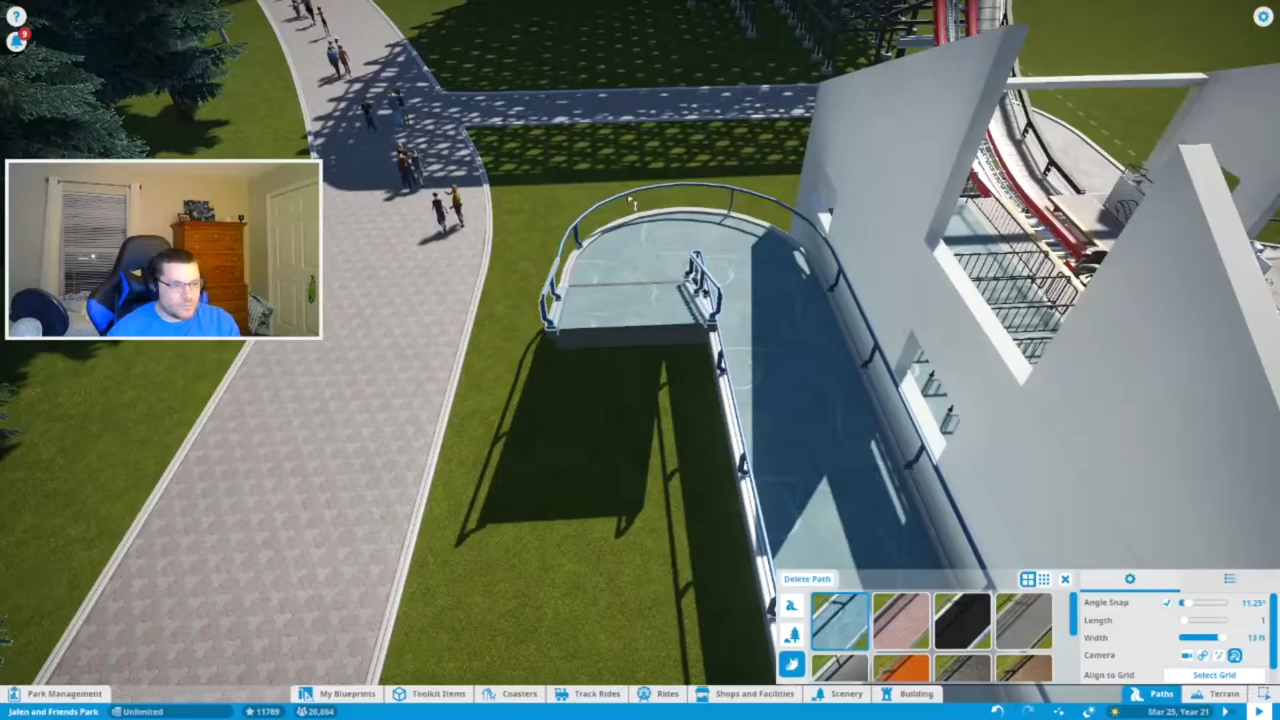 ?
9
Delete Path
Angle Snap 11.25°
Length 1
Width 13 ft
Camera
Align to Grid Select Grid
Park Management My Blueprints Toolkit Items Coasters Track Rides Rides Shops and Facilities Scenery Building Paths Terrain
Jalen and Friends Park Unlimited 11789 20,864 Mar 25, Year 21